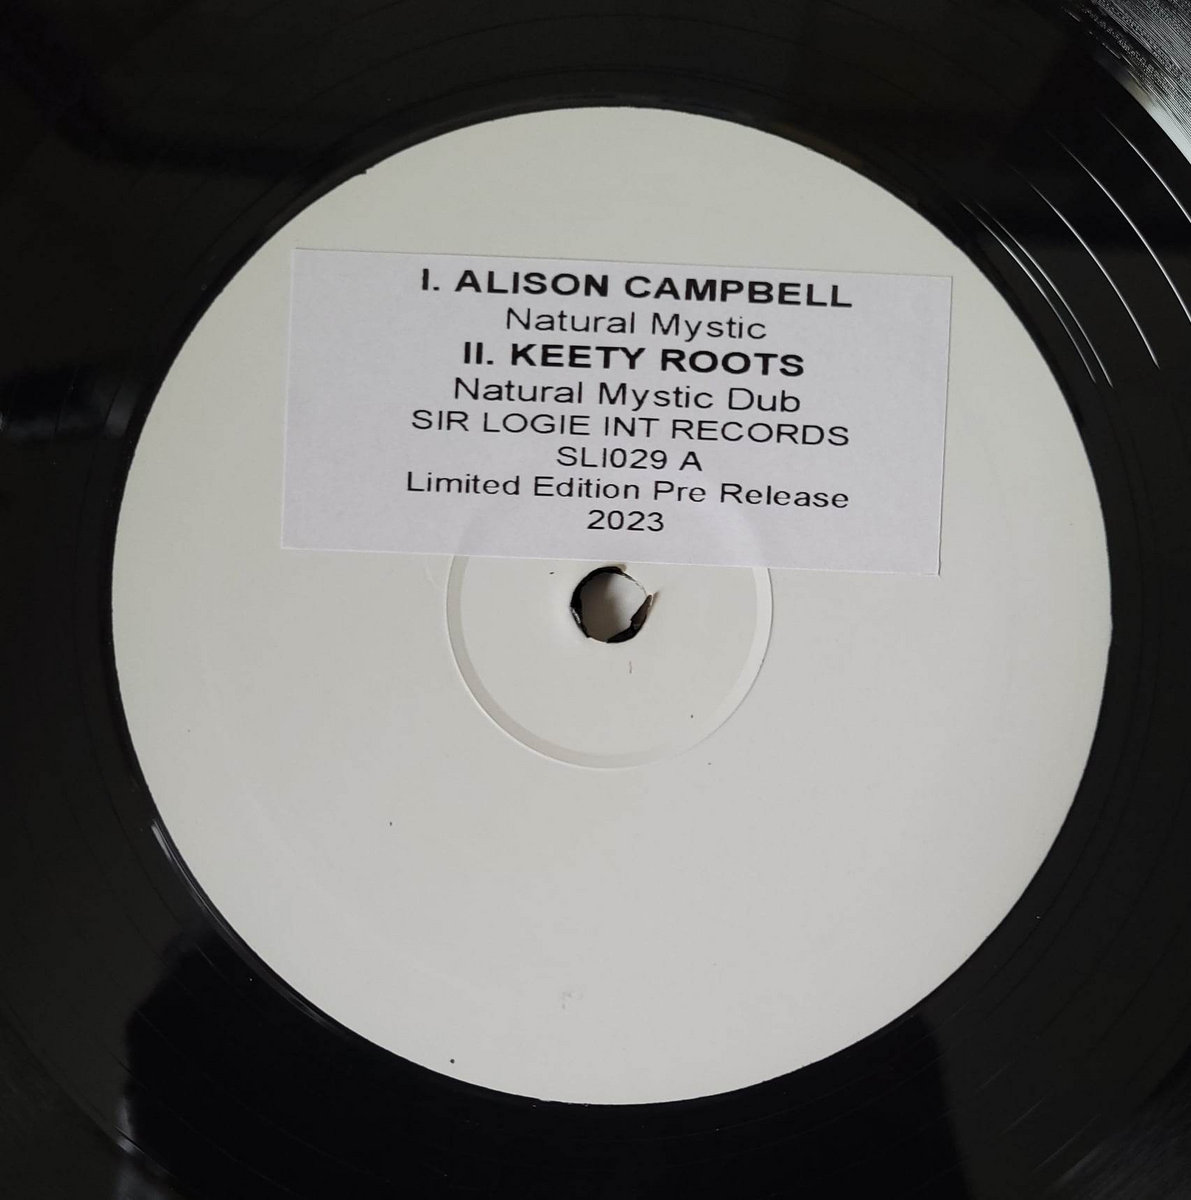 I. ALISON CAMPBELL
Natural Mystic
II. KEETY ROOTS
Natural Mystic Dub
SIR LOGIE INT RECORDS
SLI029 A
Limited Edition Pre Release
2023